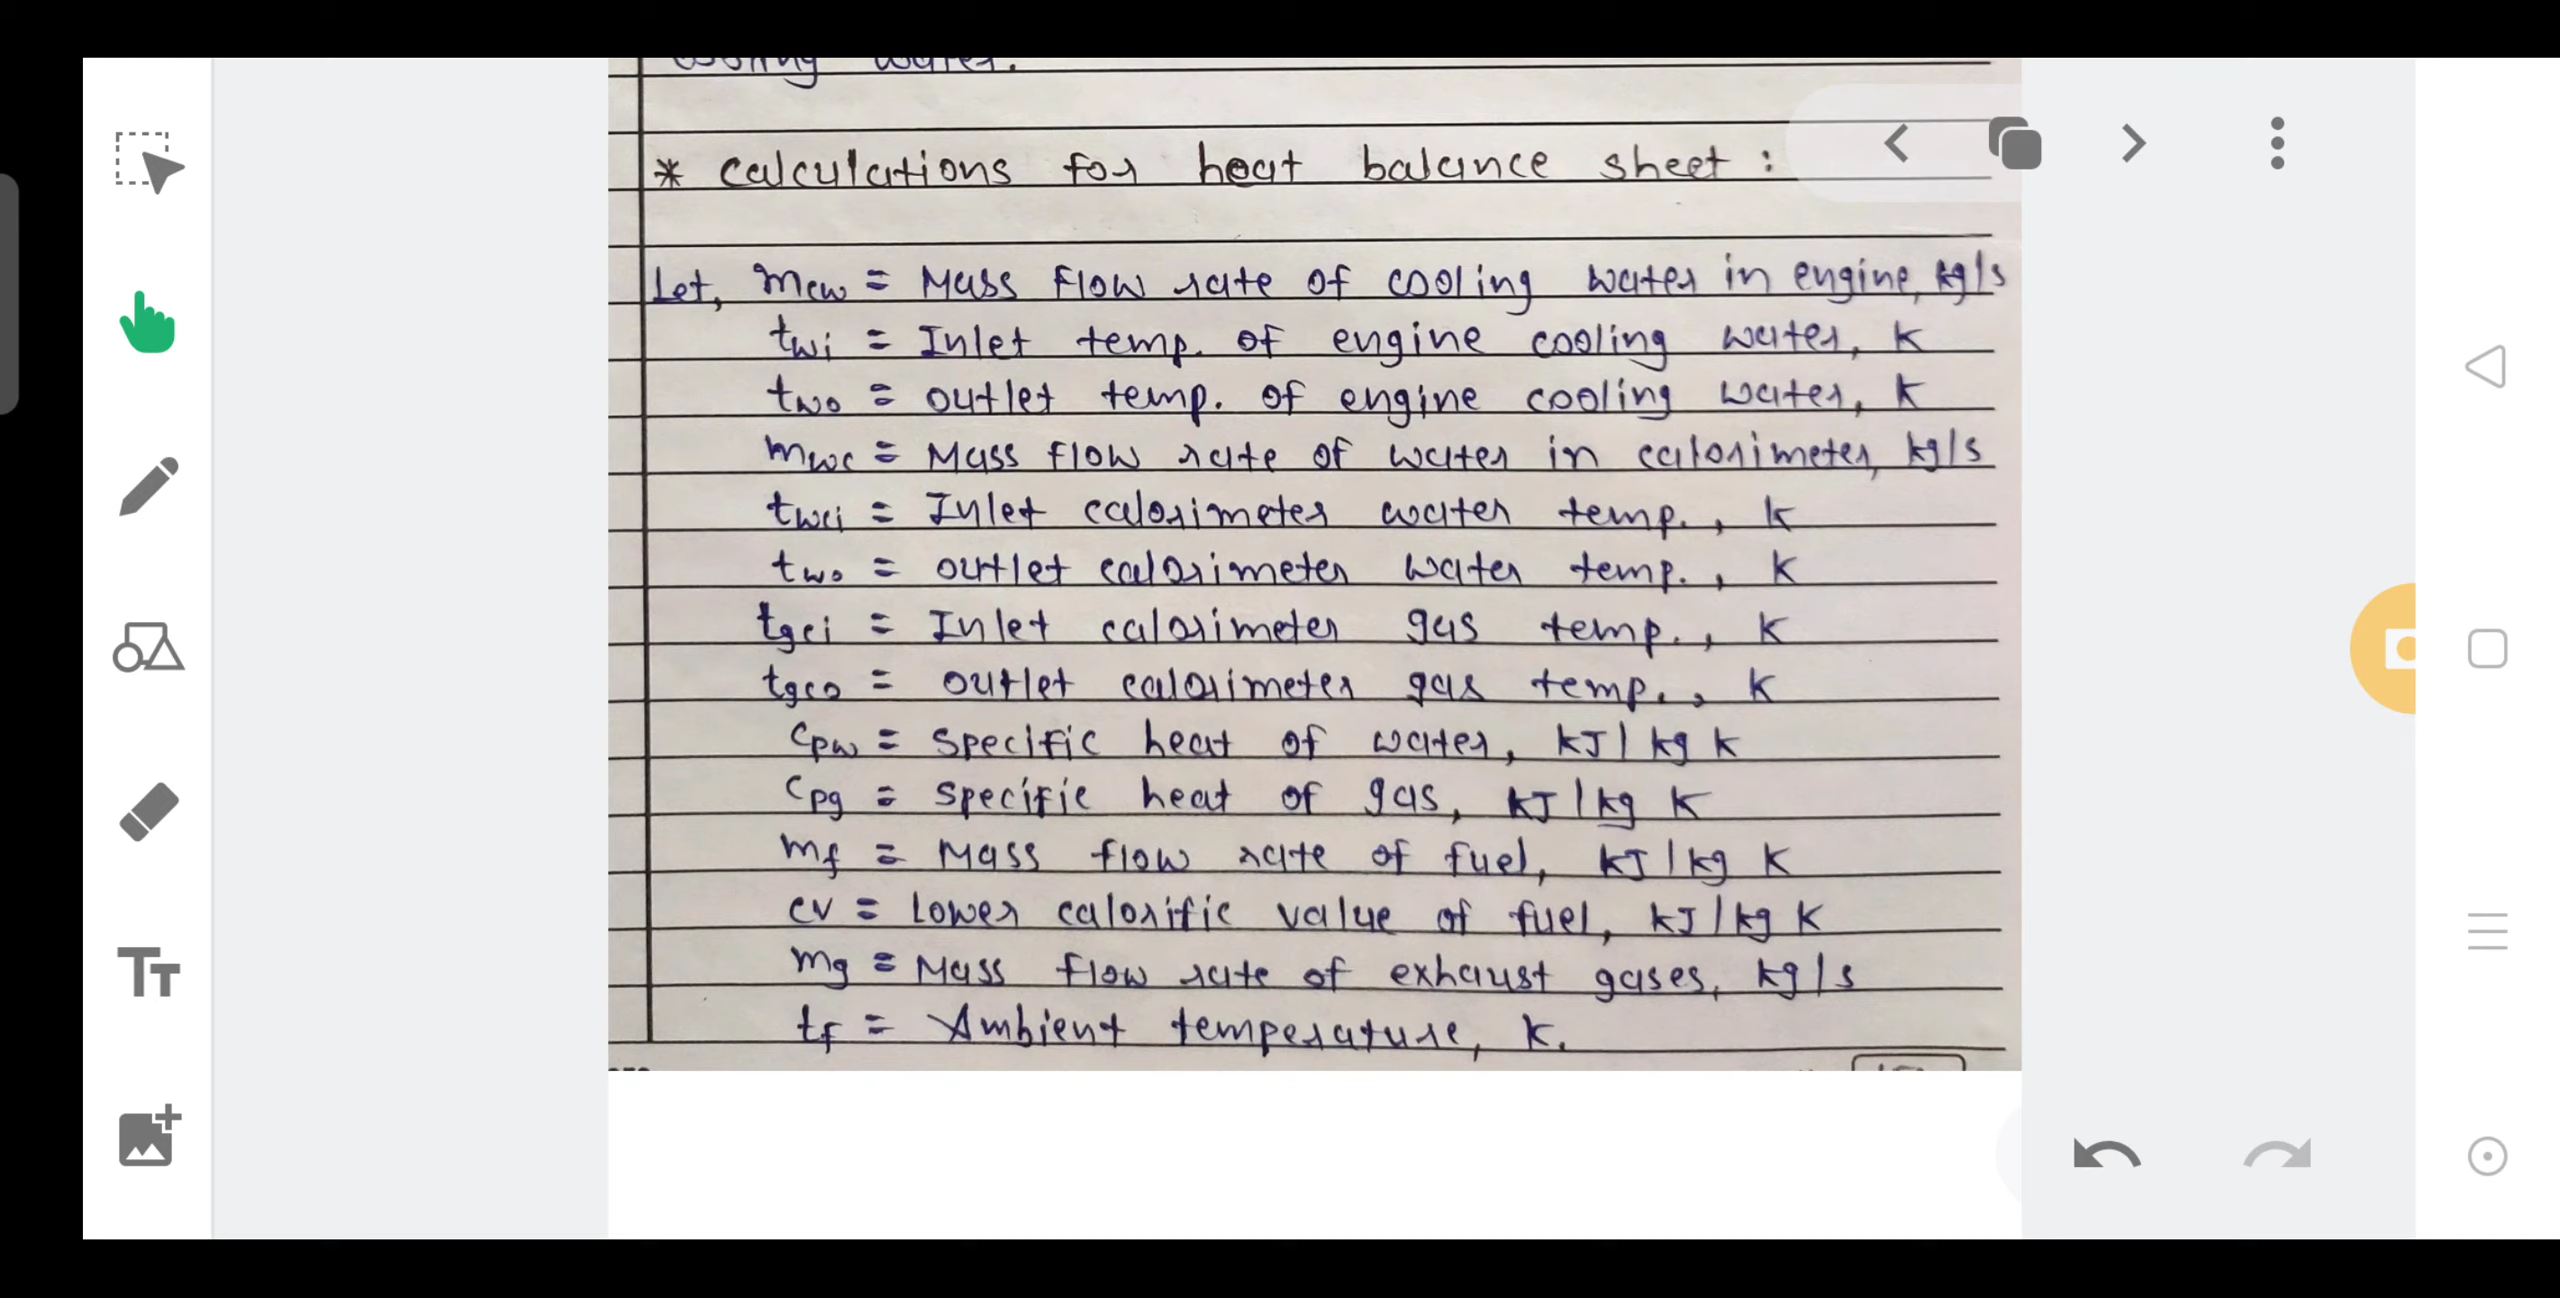 cooling water.
* calculations for heat balance sheet :
Let, mcw = Mass flow rate of cooling water in engine, kg/s
twi = Inlet temp. of engine cooling water, K
two = outlet temp. of engine cooling water, K
mwc = Mass flow rate of water in calorimeter, kg/s
twci = Inlet calorimeter water temp., K
two = outlet calorimeter water temp., K
tgci = Inlet calorimeter gas temp., K
tgco = outlet calorimeter gas temp., K
Cpw = specific heat of water, kJ/kg K
Cpg = specific heat of gas, kJ/kg K
mf = Mass flow rate of fuel, kJ/kg K
CV = Lower calorific value of fuel, kJ/kg K
mg = Mass flow rate of exhaust gases, kg/s
tf = Ambient temperature, K.
TT